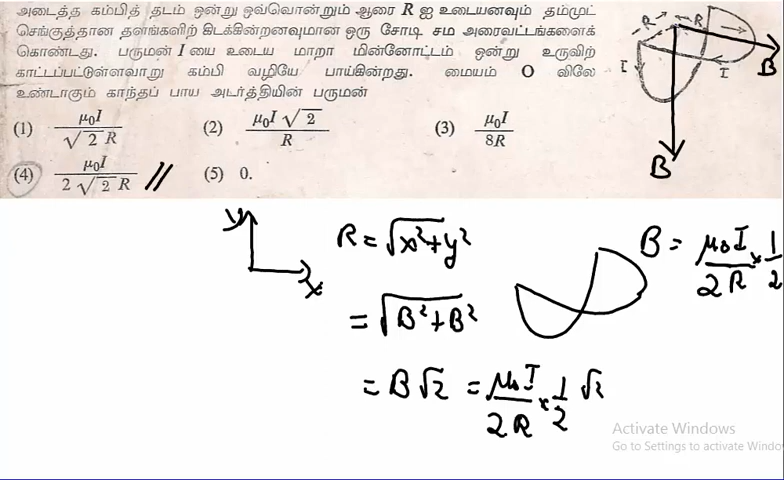 அடைத்த கம்பித் தடம் ஒன்று ஒவ்வொன்றும் ஆரை R ஐ உடையனவும் தம்முட்
செங்குத்தான தளங்களிற் கிடக்கின்றனவுமான ஒரு சோடி சம அரைவட்டங்களைக்
கொண்டது. பருமன் I யை உடைய மாறா மின்னோட்டம் ஒன்று உருவிற்
காட்டப்பட்டுள்ளவாறு கம்பி வழியே பாய்கின்றது. மையம் O விலே
உண்டாகும் காந்தப் பாய அடர்த்தியின் பருமன்
(1) μ₀I / √2 R (2) μ₀I √2 / R (3) μ₀I / 8R
(4) μ₀I / 2 √2 R // (5) 0.
R R
I I
B
B
y
x
R = √x²+y²
= √B²+B²
= B√2 = μ₀I / 2R × 1/2 √2
B = μ₀I / 2R × 1/2
Activate Windows
Go to Settings to activate Windows